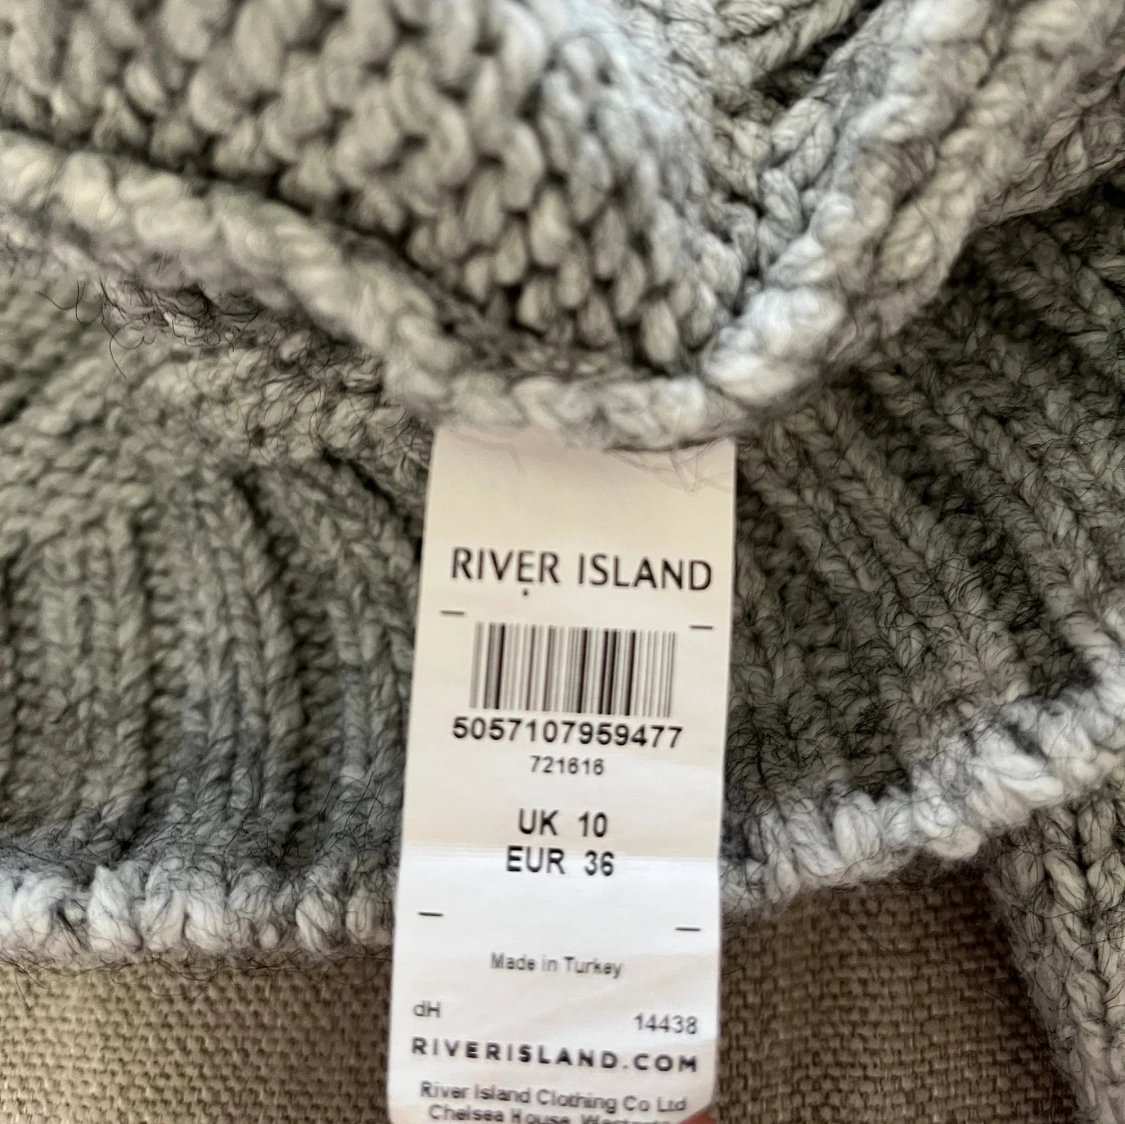 RIVER ISLAND
5057107959477
721616
UK 10
EUR 36
Made in Turkey
dH 14438
RIVERISLAND.COM
River Island Clothing Co Ltd
Chelsea House,